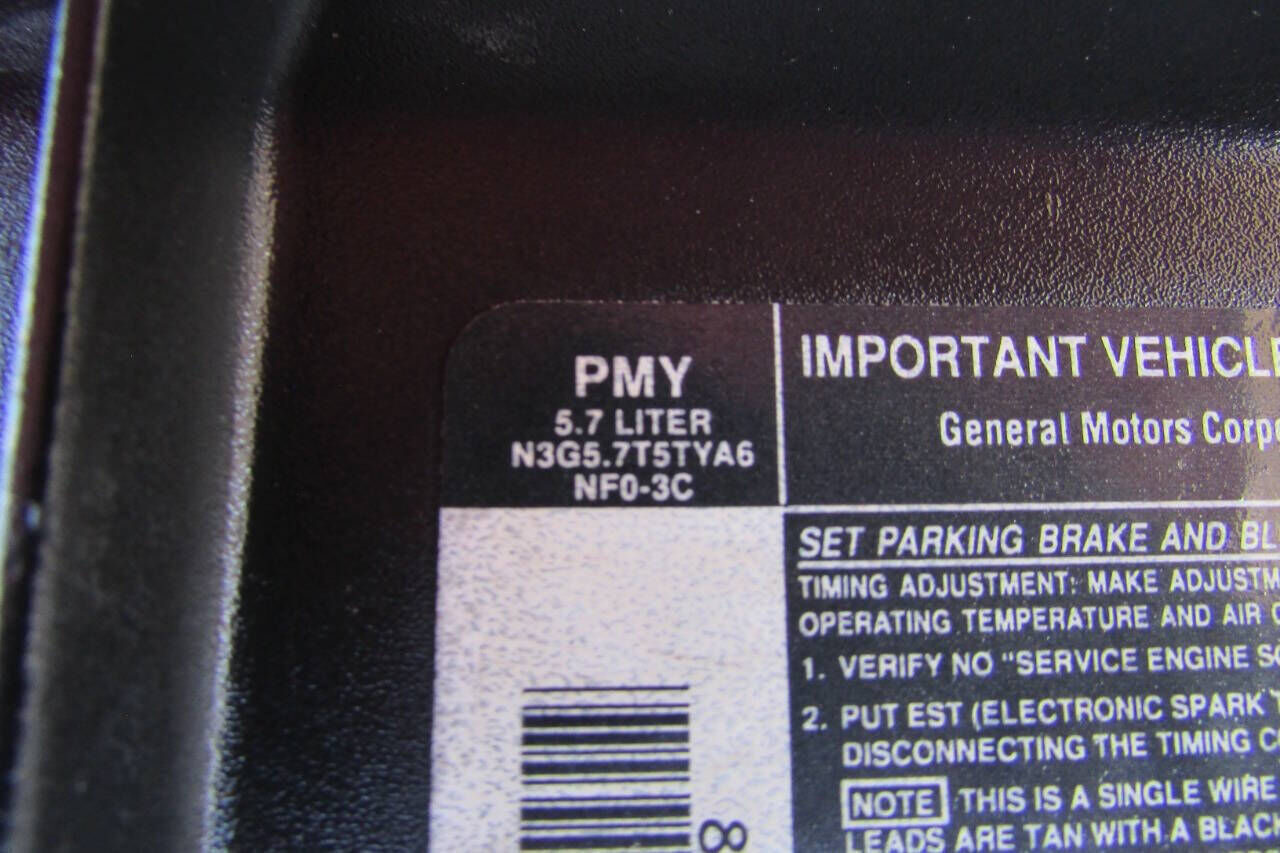 PMY
5.7 LITER
N3G5.7T5TYA6
NF0-3C
8
IMPORTANT VEHICLE
General Motors Corpo
SET PARKING BRAKE AND BL
TIMING ADJUSTMENT: MAKE ADJUSTM
OPERATING TEMPERATURE AND AIR
1. VERIFY NO "SERVICE ENGINE SO
2. PUT EST (ELECTRONIC SPARK
DISCONNECTING THE TIMING CO
NOTE THIS IS A SINGLE WIRE
LEADS ARE TAN WITH A BLACK